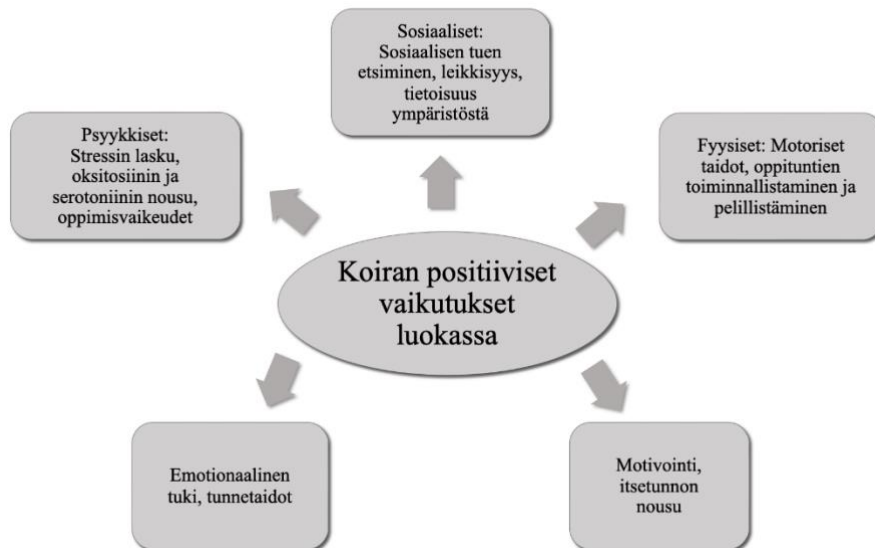 Sosiaaliset:
Sosiaalisen tuen
etsiminen, leikkisyys,
tietoisuus
ympäristöstä
Psyykkiset:
Stressin lasku,
oksitosiinin ja
serotoniinin nousu,
oppimisvaikeudet
Fyysiset: Motoriset
taidot, oppituntien
toiminnallistaminen ja
pelillistäminen
Koiran positiiviset
vaikutukset
luokassa
Emotionaalinen
tuki, tunnetaidot
Motivointi,
itsetunnon
nousu